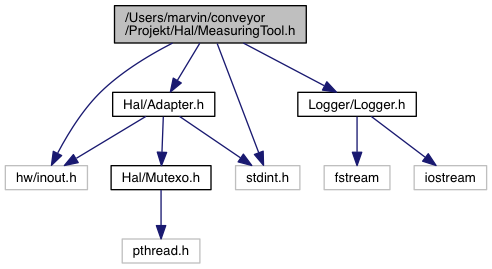 /Users/marvin/conveyor
/Projekt/Hal/MeasuringTool.h
Hal/Adapter.h
Logger/Logger.h
hw/inout.h
Hal/Mutexo.h
stdint.h
fstream
iostream
pthread.h